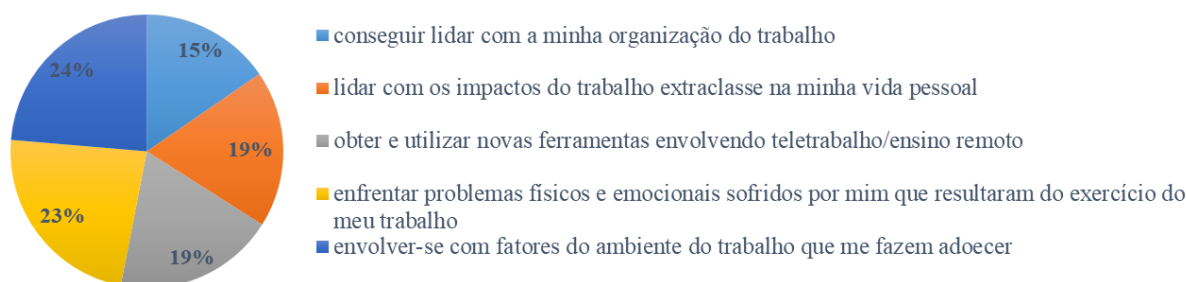 15%
24%
19%
23%
19%
conseguir lidar com a minha organização do trabalho
lidar com os impactos do trabalho extraclasse na minha vida pessoal
obter e utilizar novas ferramentas envolvendo teletrabalho/ensino remoto
enfrentar problemas físicos e emocionais sofridos por mim que resultaram do exercício do
meu trabalho
envolver-se com fatores do ambiente do trabalho que me fazem adoecer